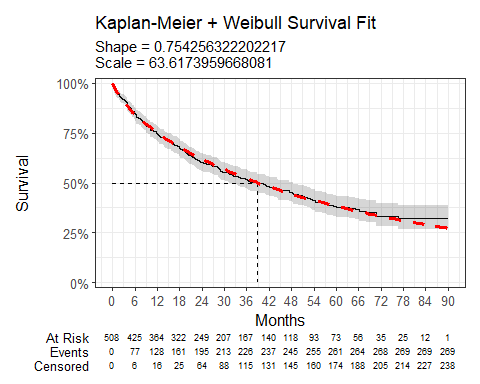 Kaplan-Meier + Weibull Survival Fit
Shape = 0.754256322202217
Scale = 63.6173959668081
100%
75%
50%
25%
0%
Survival
0 6 12 18 24 30 36 42 48 54 60 66 72 78 84 90
Months
At Risk 508 425 364 322 249 207 167 140 118 93 73 56 35 25 12 1
Events 0 77 128 161 195 213 226 237 245 255 261 264 268 269 269 269
Censored 0 6 16 25 64 88 115 131 145 160 174 188 205 214 227 238